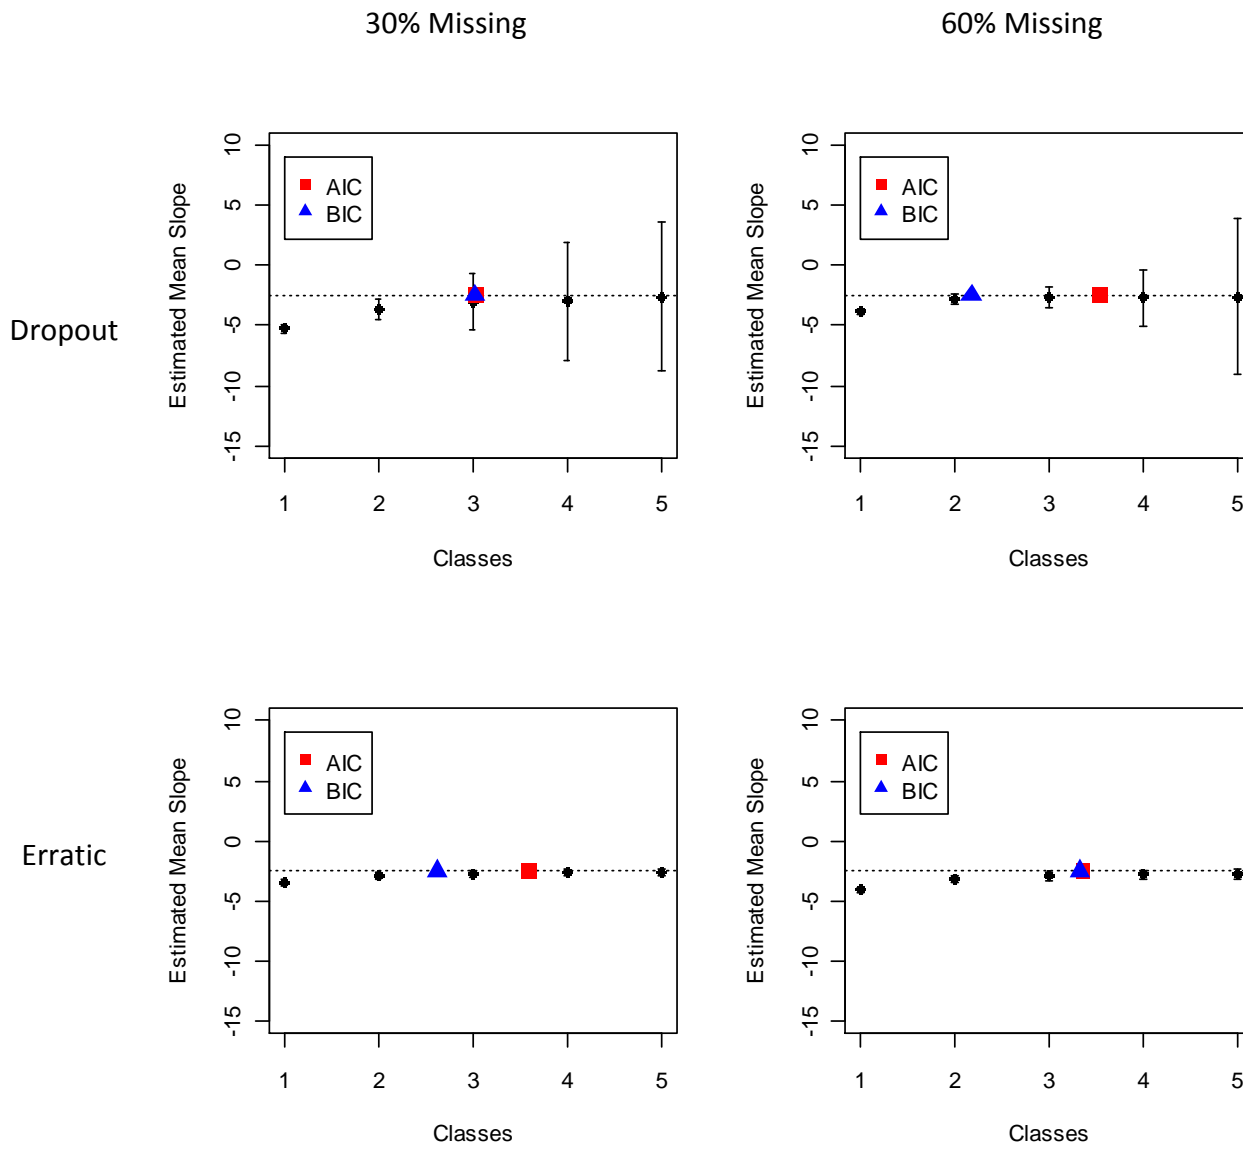 30% Missing
60% Missing
Dropout
Estimated Mean Slope
10
5
0
-5
-10
-15
AIC
BIC
1 2 3 4 5
Classes
Estimated Mean Slope
10
5
0
-5
-10
-15
AIC
BIC
1 2 3 4 5
Classes
Erratic
Estimated Mean Slope
10
5
0
-5
-10
-15
AIC
BIC
1 2 3 4 5
Classes
Estimated Mean Slope
10
5
0
-5
-10
-15
AIC
BIC
1 2 3 4 5
Classes